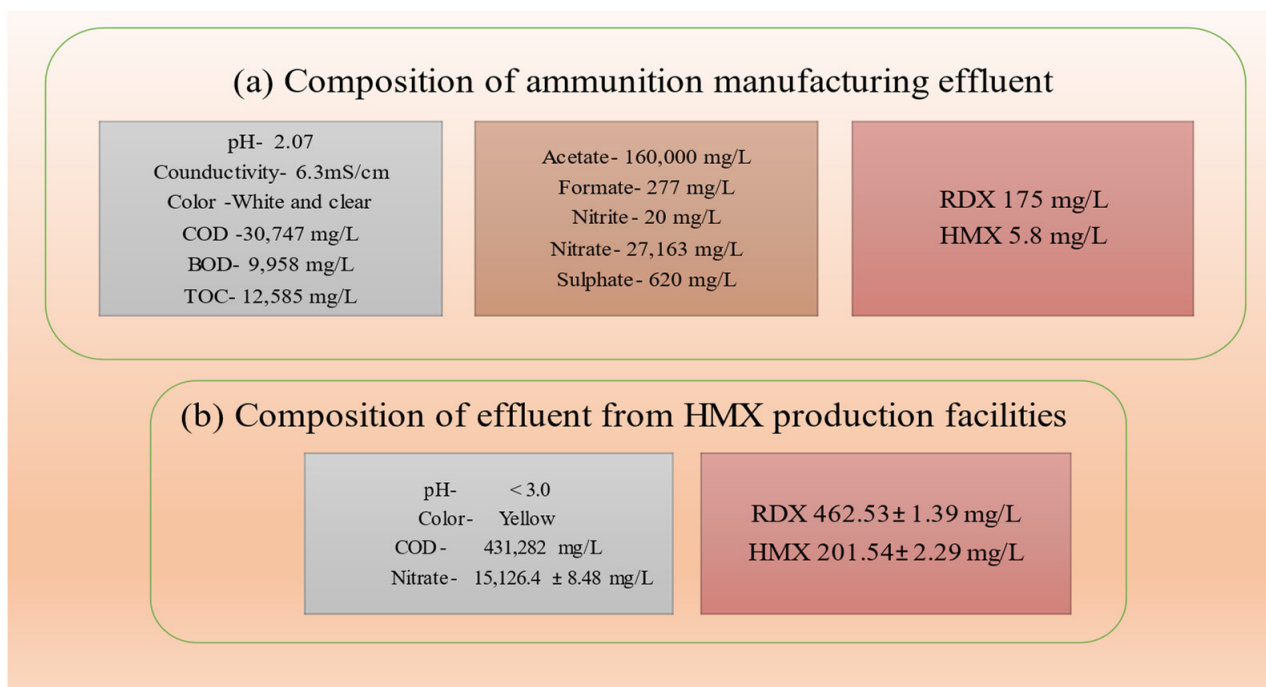 (a) Composition of ammunition manufacturing effluent
pH- 2.07
Counductivity- 6.3mS/cm
Color -White and clear
COD -30,747 mg/L
BOD- 9,958 mg/L
TOC- 12,585 mg/L
Acetate- 160,000 mg/L
Formate- 277 mg/L
Nitrite- 20 mg/L
Nitrate- 27,163 mg/L
Sulphate- 620 mg/L
RDX 175 mg/L
HMX 5.8 mg/L
(b) Composition of effluent from HMX production facilities
pH- < 3.0
Color- Yellow
COD- 431,282 mg/L
Nitrate- 15,126.4 ± 8.48 mg/L
RDX 462.53± 1.39 mg/L
HMX 201.54± 2.29 mg/L